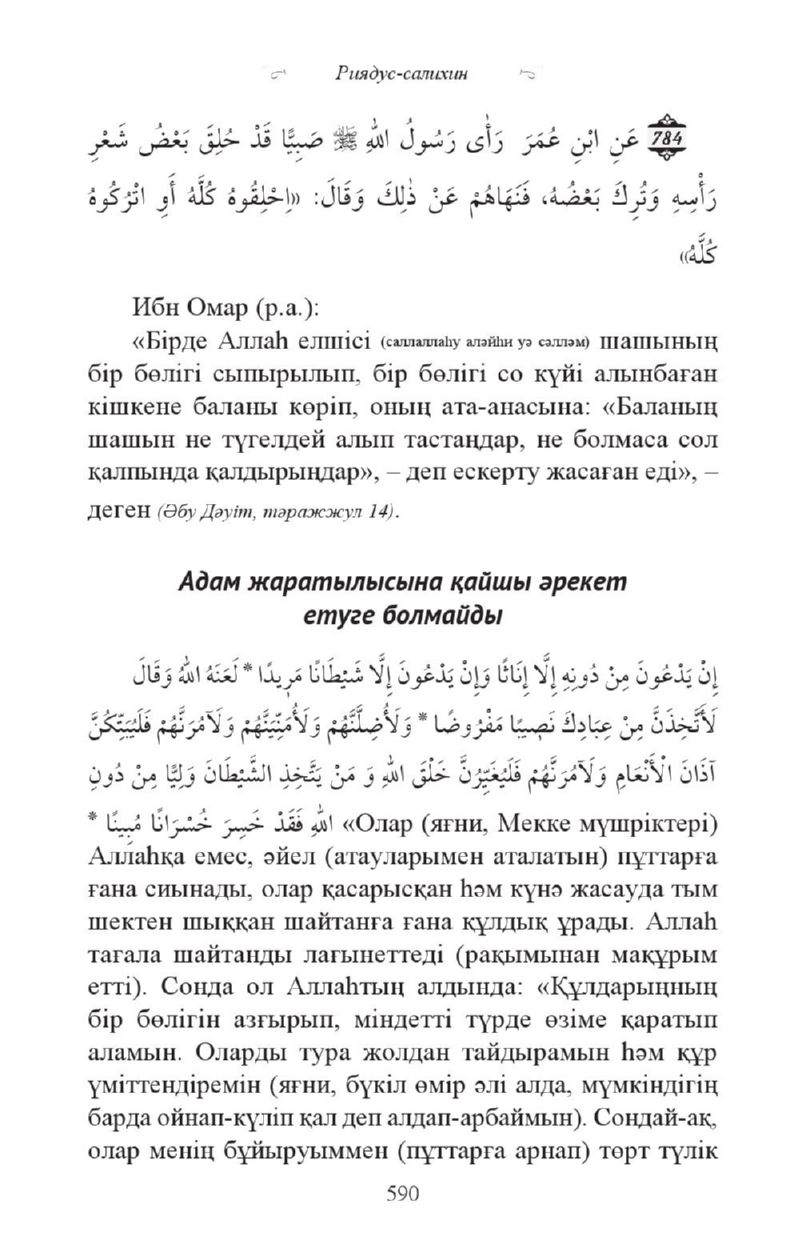 Риядус-салихин
784 عَنِ ابْنِ عُمَرَ رَأَى رَسُولُ اللهِ ﷺ صَبِيًّا قَدْ حُلِقَ بَعْضُ شَعْرِ
رَأْسِهِ وَتُرِكَ بَعْضُهُ، فَنَهَاهُمْ عَنْ ذٰلِكَ وَقَالَ: «اِحْلِقُوهُ كُلَّهُ أَوِ اتْرُكُوهُ
كُلَّهُ»
Ибн Омар (р.а.):
«Бірде Аллаһ елшісі (саллаллаһу аләйһи уә сәлләм) шашының
бір бөлігі сыпырылып, бір бөлігі со күйі алынбаған
кішкене баланы көріп, оның ата-анасына: «Баланың
шашын не түгелдей алып тастаңдар, не болмаса сол
қалпында қалдырыңдар», – деп ескерту жасаған еді», –
деген (Әбу Дәуіт, тәражжул 14).
Адам жаратылысына қайшы әрекет
етуге болмайды
إِنْ يَدْعُونَ مِنْ دُونِهِ إِلَّا إِنَاثًا وَإِنْ يَدْعُونَ إِلَّا شَيْطَانًا مَرِيدًا * لَعَنَهُ اللهُ وَقَالَ
لَأَتَّخِذَنَّ مِنْ عِبَادِكَ نَصِيبًا مَفْرُوضًا * وَلَأُضِلَّنَّهُمْ وَلَأُمَنِّيَنَّهُمْ وَلَآمُرَنَّهُمْ فَلَيُبَتِّكُنَّ
آذَانَ الْأَنْعَامِ وَلَآمُرَنَّهُمْ فَلَيُغَيِّرُنَّ خَلْقَ اللهِ وَ مَنْ يَتَّخِذِ الشَّيْطَانَ وَلِيًّا مِنْ دُونِ
اللهِ فَقَدْ خَسِرَ خُسْرَانًا مُبِينًا * «Олар (яғни, Мекке мүшріктері)
Аллаһқа емес, әйел (атауларымен аталатын) пұттарға
ғана сиынады, олар қасарысқан һәм күнә жасауда тым
шектен шыққан шайтанға ғана құлдық ұрады. Аллаһ
тағала шайтанды лағынеттеді (рақымынан мақұрым
етті). Сонда ол Аллаһтың алдында: «Құлдарыңның
бір бөлігін азғырып, міндетті түрде өзіме қаратып
аламын. Оларды тура жолдан тайдырамын һәм құр
үміттендіремін (яғни, бүкіл өмір әлі алда, мүмкіндігің
барда ойнап-күліп қал деп алдап-арбаймын). Сондай-ақ,
олар менің бұйыруыммен (пұттарға арнап) төрт түлік
590